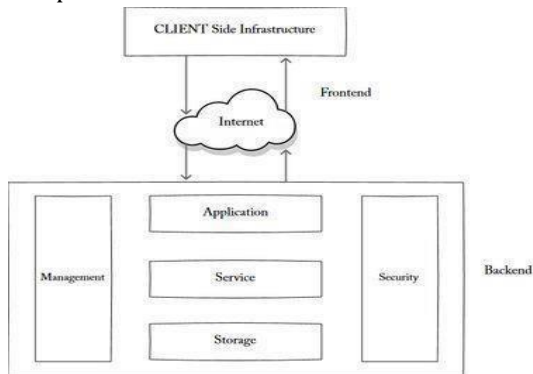 CLIENT Side Infrastructure
Frontend
Internet
Application
Management
Service
Security
Backend
Storage